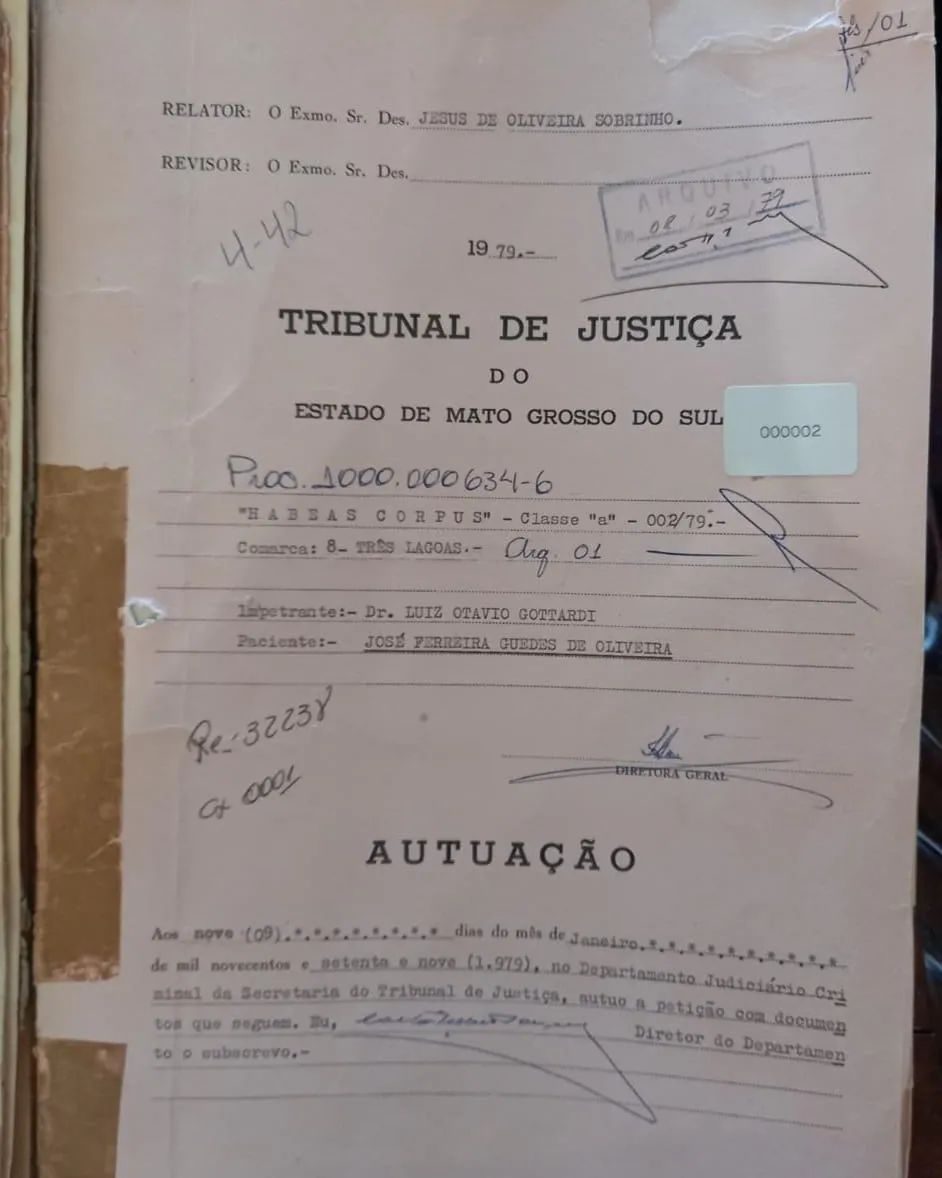 fls/01
RELATOR: O Exmo. Sr. Des. JESUS DE OLIVEIRA SOBRINHO.
REVISOR: O Exmo. Sr. Des.
ARQUIVO
Em 08/03/79
4-42
1979.-
TRIBUNAL DE JUSTIÇA
DO
ESTADO DE MATO GROSSO DO SUL
000002
Proc. 1000.000634-6
"HABEAS CORPUS" - Classe "a" - 002/79.-
Comarca: 8- TRÊS LAGOAS.- Arq. 01
Impetrante:- Dr. LUIZ OTAVIO GOTTARDI
Paciente:- JOSÉ FERREIRA GUEDES DE OLIVEIRA
Re.: 32238
cx 0001
DIRETORA GERAL
AUTUAÇÃO
Aos nove (09).*.*.*.*.*.*.*.* dias do mês de Janeiro.*.*.*.*.*.*.*.*.*.*
de mil novecentos e setenta e nove (1.979), no Departamento Judiciário Cri
minal da Secretaria do Tribunal de Justiça, autuo a petição com documen
tos que seguem. Eu, Diretor do Departamen
to o subscrevo.-